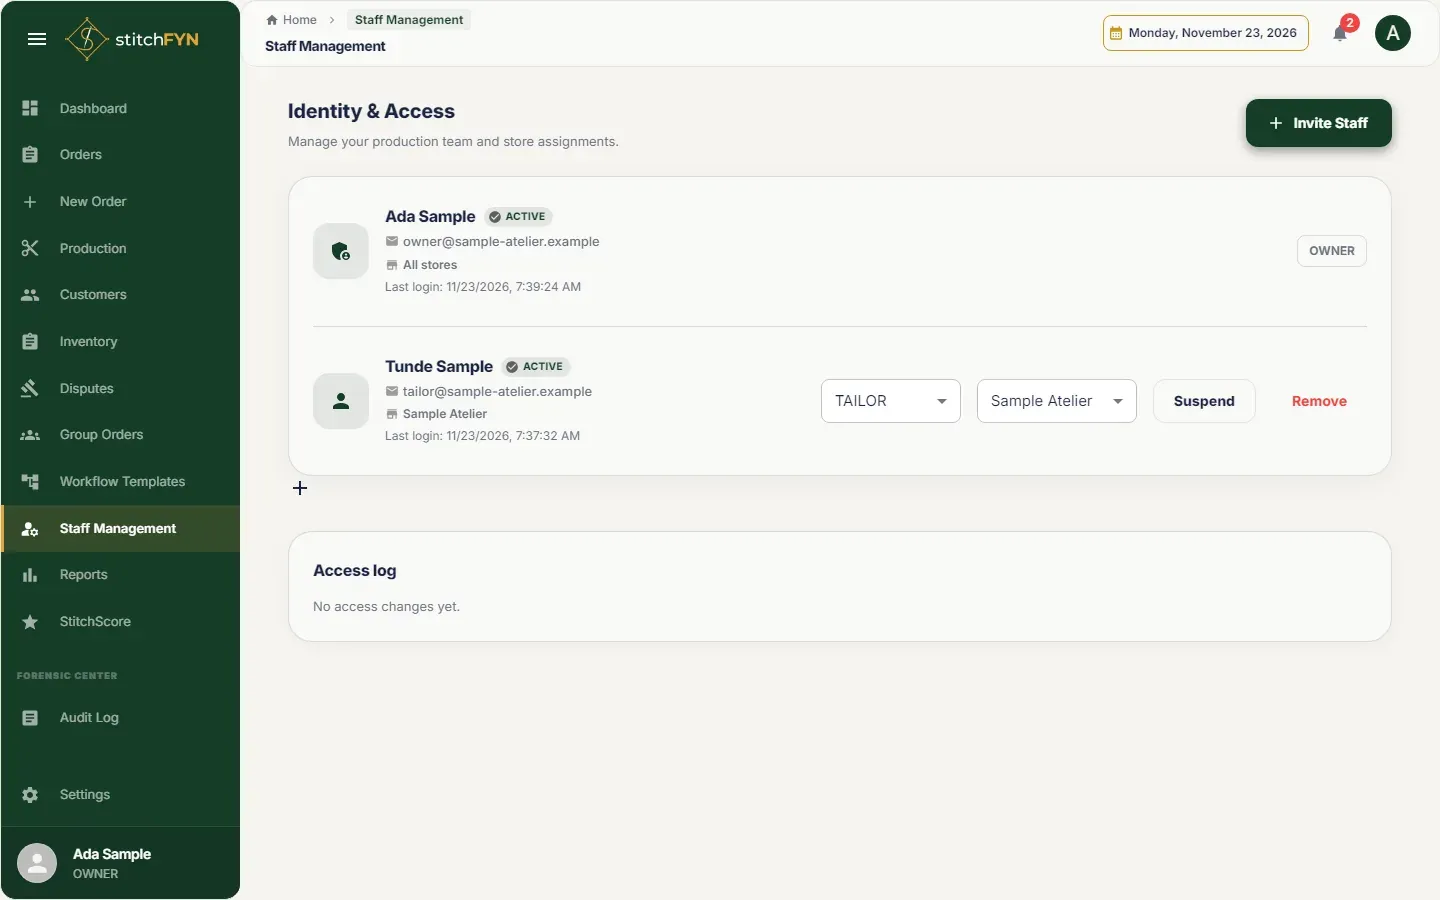 stitchFYN
Dashboard
Orders
New Order
Production
Customers
Inventory
Disputes
Group Orders
Workflow Templates
Staff Management
Reports
StitchScore
FORENSIC CENTER
Audit Log
Settings
Ada Sample
OWNER
Home > Staff Management
Staff Management
Monday, November 23, 2026
2
A
Identity & Access
Manage your production team and store assignments.
+ Invite Staff
Ada Sample ACTIVE
owner@sample-atelier.example
All stores
Last login: 11/23/2026, 7:39:24 AM
OWNER
Tunde Sample ACTIVE
tailor@sample-atelier.example
Sample Atelier
Last login: 11/23/2026, 7:37:32 AM
TAILOR
Sample Atelier
Suspend
Remove
+
Access log
No access changes yet.